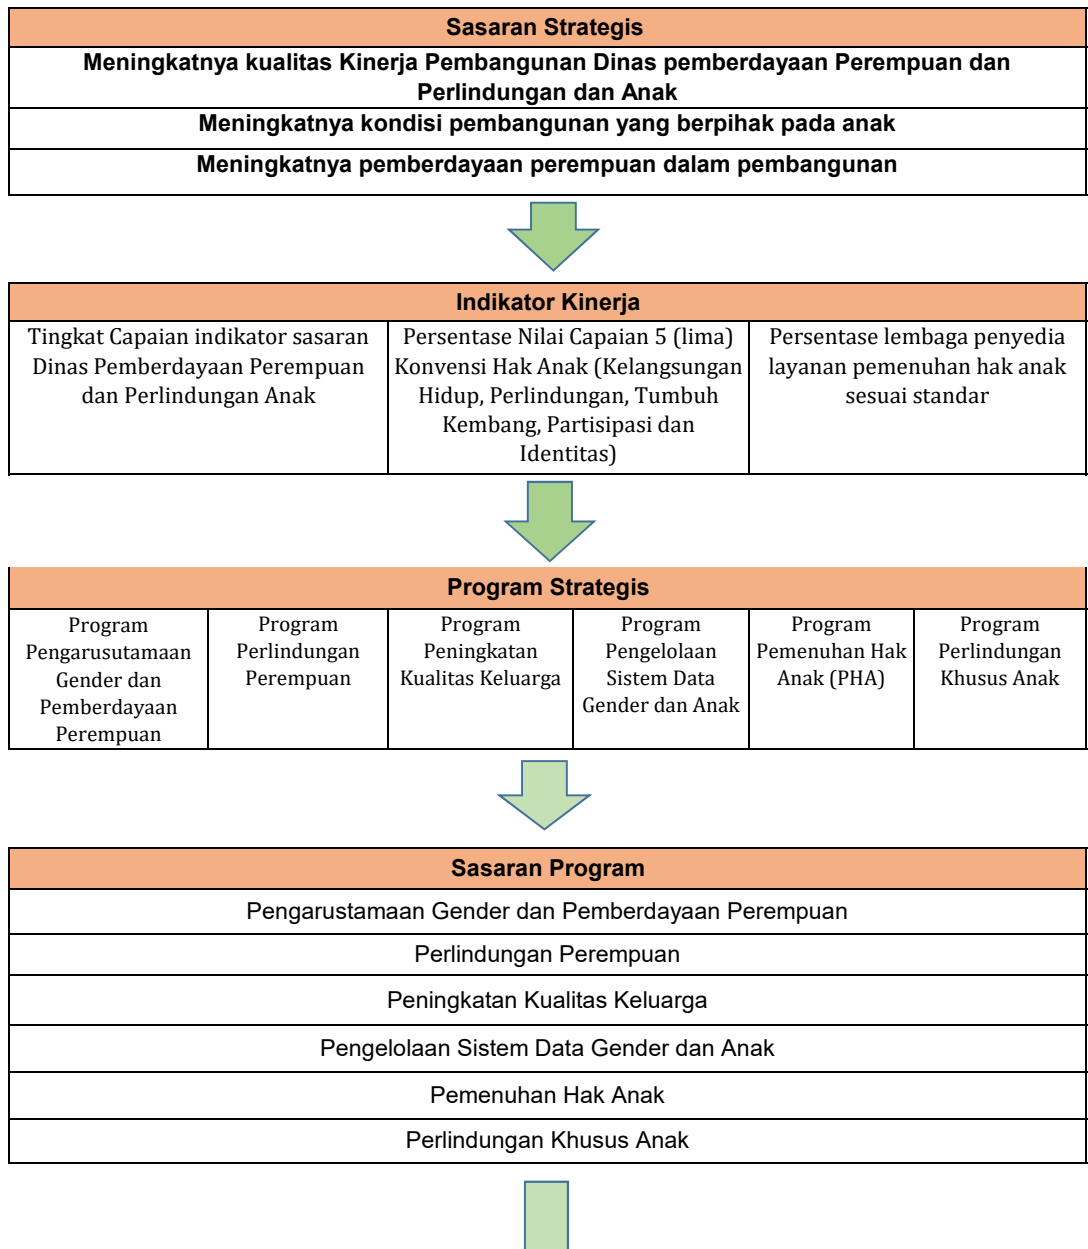 Sasaran Strategis
Meningkatnya kualitas Kinerja Pembangunan Dinas pemberdayaan Perempuan dan
Perlindungan dan Anak
Meningkatnya kondisi pembangunan yang berpihak pada anak
Meningkatnya pemberdayaan perempuan dalam pembangunan
Indikator Kinerja
Tingkat Capaian indikator sasaran
Dinas Pemberdayaan Perempuan
dan Perlindungan Anak
Persentase Nilai Capaian 5 (lima)
Konvensi Hak Anak (Kelangsungan
Hidup, Perlindungan, Tumbuh
Kembang, Partisipasi dan
Identitas)
Persentase lembaga penyedia
layanan pemenuhan hak anak
sesuai standar
Program Strategis
Program
Pengarusutamaan
Gender dan
Pemberdayaan
Perempuan
Program
Perlindungan
Perempuan
Program
Peningkatan
Kualitas Keluarga
Program
Pengelolaan
Sistem Data
Gender dan Anak
Program
Pemenuhan Hak
Anak (PHA)
Program
Perlindungan
Khusus Anak
Sasaran Program
Pengarustamaan Gender dan Pemberdayaan Perempuan
Perlindungan Perempuan
Peningkatan Kualitas Keluarga
Pengelolaan Sistem Data Gender dan Anak
Pemenuhan Hak Anak
Perlindungan Khusus Anak